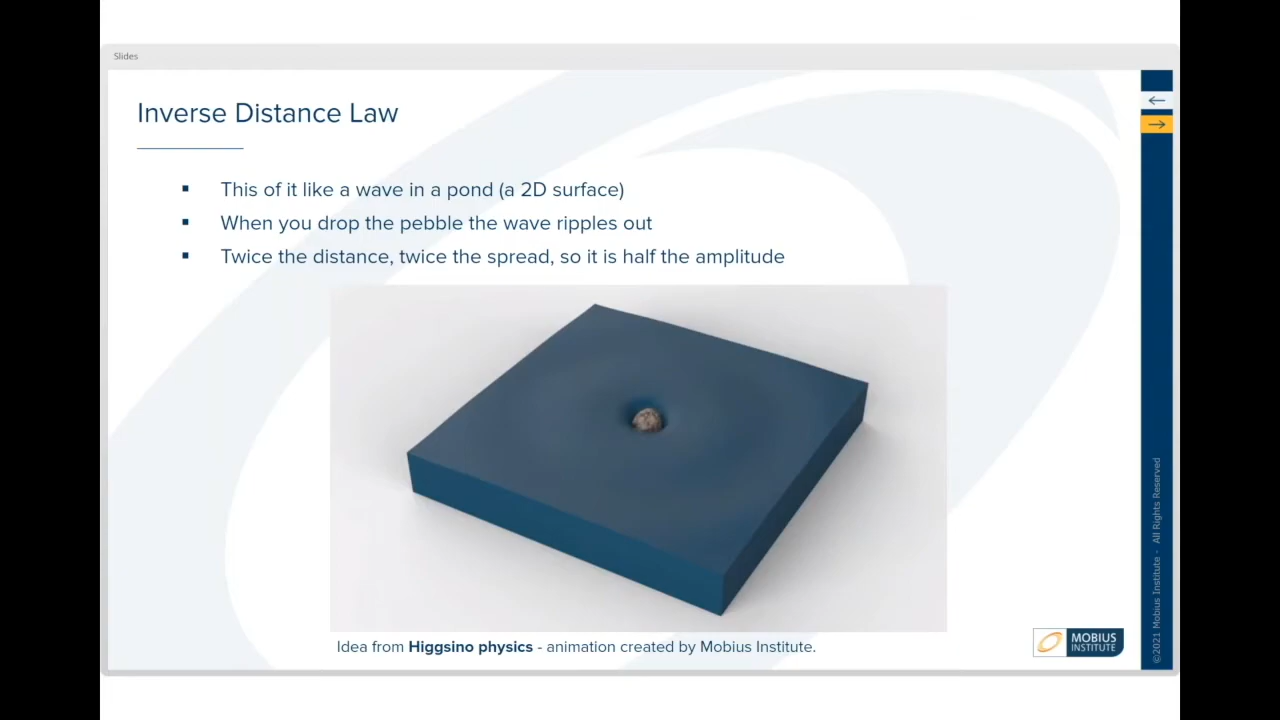 Slides
Inverse Distance Law
▪ This of it like a wave in a pond (a 2D surface)
▪ When you drop the pebble the wave ripples out
▪ Twice the distance, twice the spread, so it is half the amplitude
Idea from Higgsino physics - animation created by Mobius Institute.
MOBIUS
INSTITUTE
©2021 Mobius Institute - All Rights Reserved